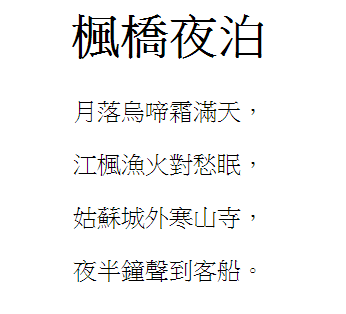 楓橋夜泊
月落烏啼霜滿天，
江楓漁火對愁眠，
姑蘇城外寒山寺，
夜半鐘聲到客船。